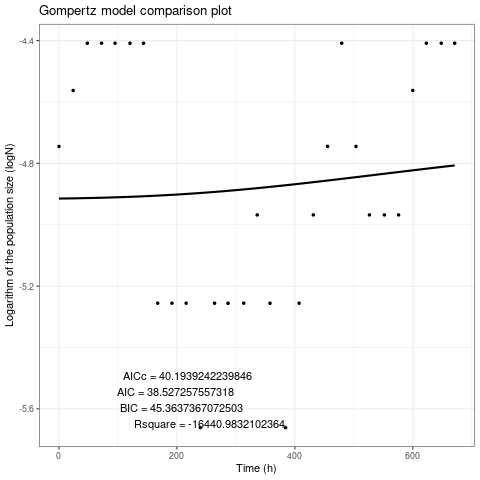 Gompertz model comparison plot
-4.4
-4.8
-5.2
-5.6
Logarithm of the population size (logN)
AICc = 40.1939242239846
AIC = 38.527257557318
BIC = 45.3637367072503
Rsquare = -16440.9832102364
0
200
400
600
Time (h)